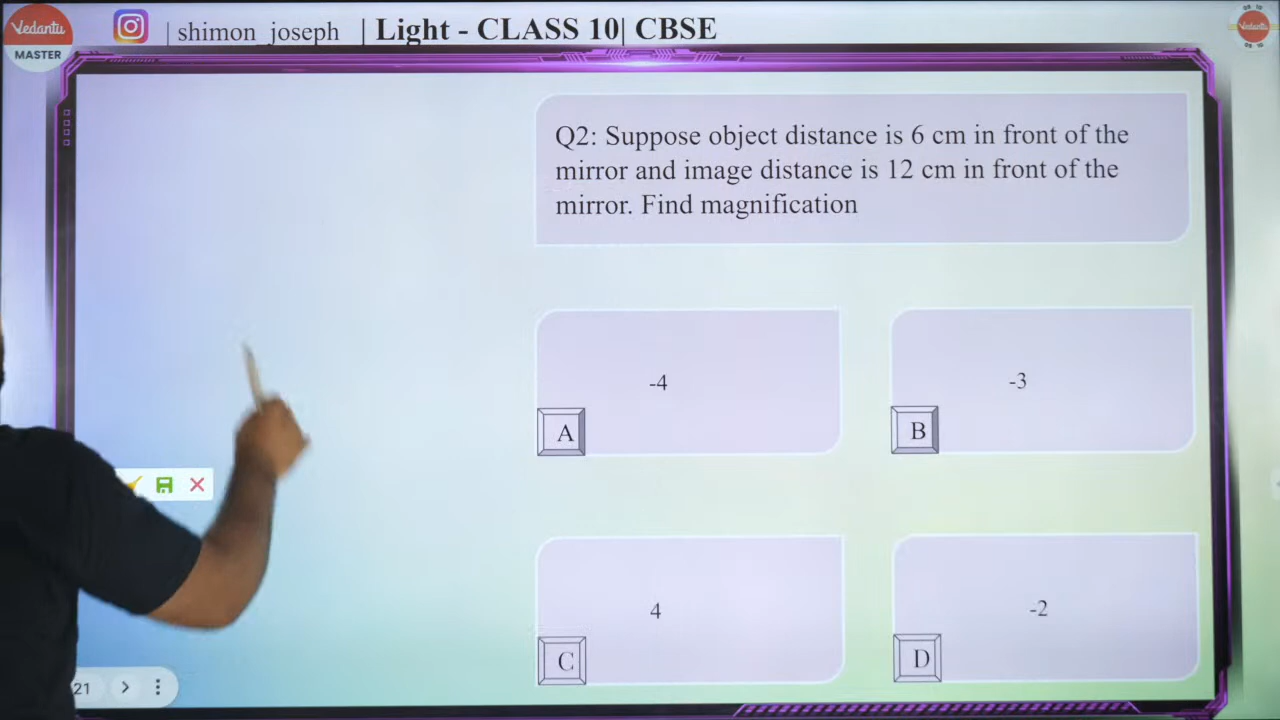 Vedantu
MASTER
| shimon_joseph | Light - CLASS 10| CBSE
Q2: Suppose object distance is 6 cm in front of the
mirror and image distance is 12 cm in front of the
mirror. Find magnification
-4
A
-3
B
4
C
-2
D
21